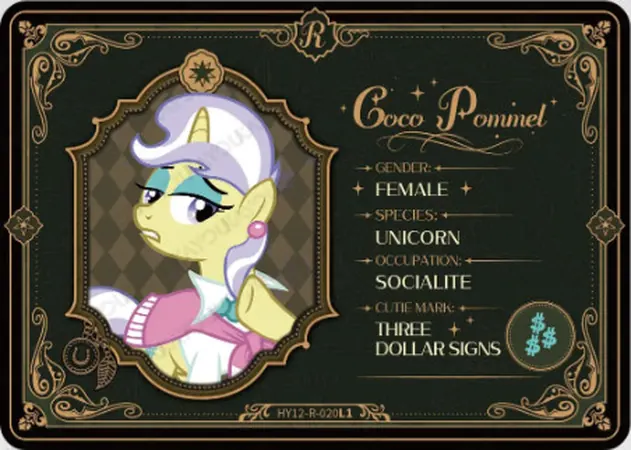 R
Coco Pommel
GENDER:
FEMALE
SPECIES:
UNICORN
OCCUPATION:
SOCIALITE
CUTIE MARK:
THREE
DOLLAR SIGNS
$
$ $
HY12-R-020L1